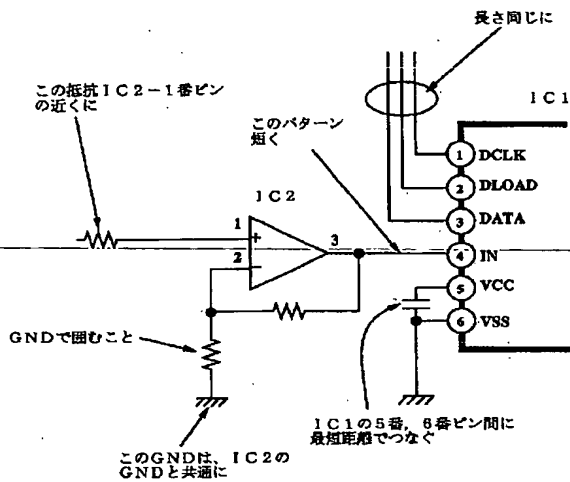 長さ同じに
IC1
この抵抗IC2-1番ピン
の近くに
このパターン
短く
IC2
1
2
3
+
−
1 DCLK
2 DLOAD
3 DATA
4 IN
5 VCC
6 VSS
GNDで囲むこと
IC1の5番，6番ピン間に
最短距離でつなぐ
このGNDは、IC2の
GNDと共通に